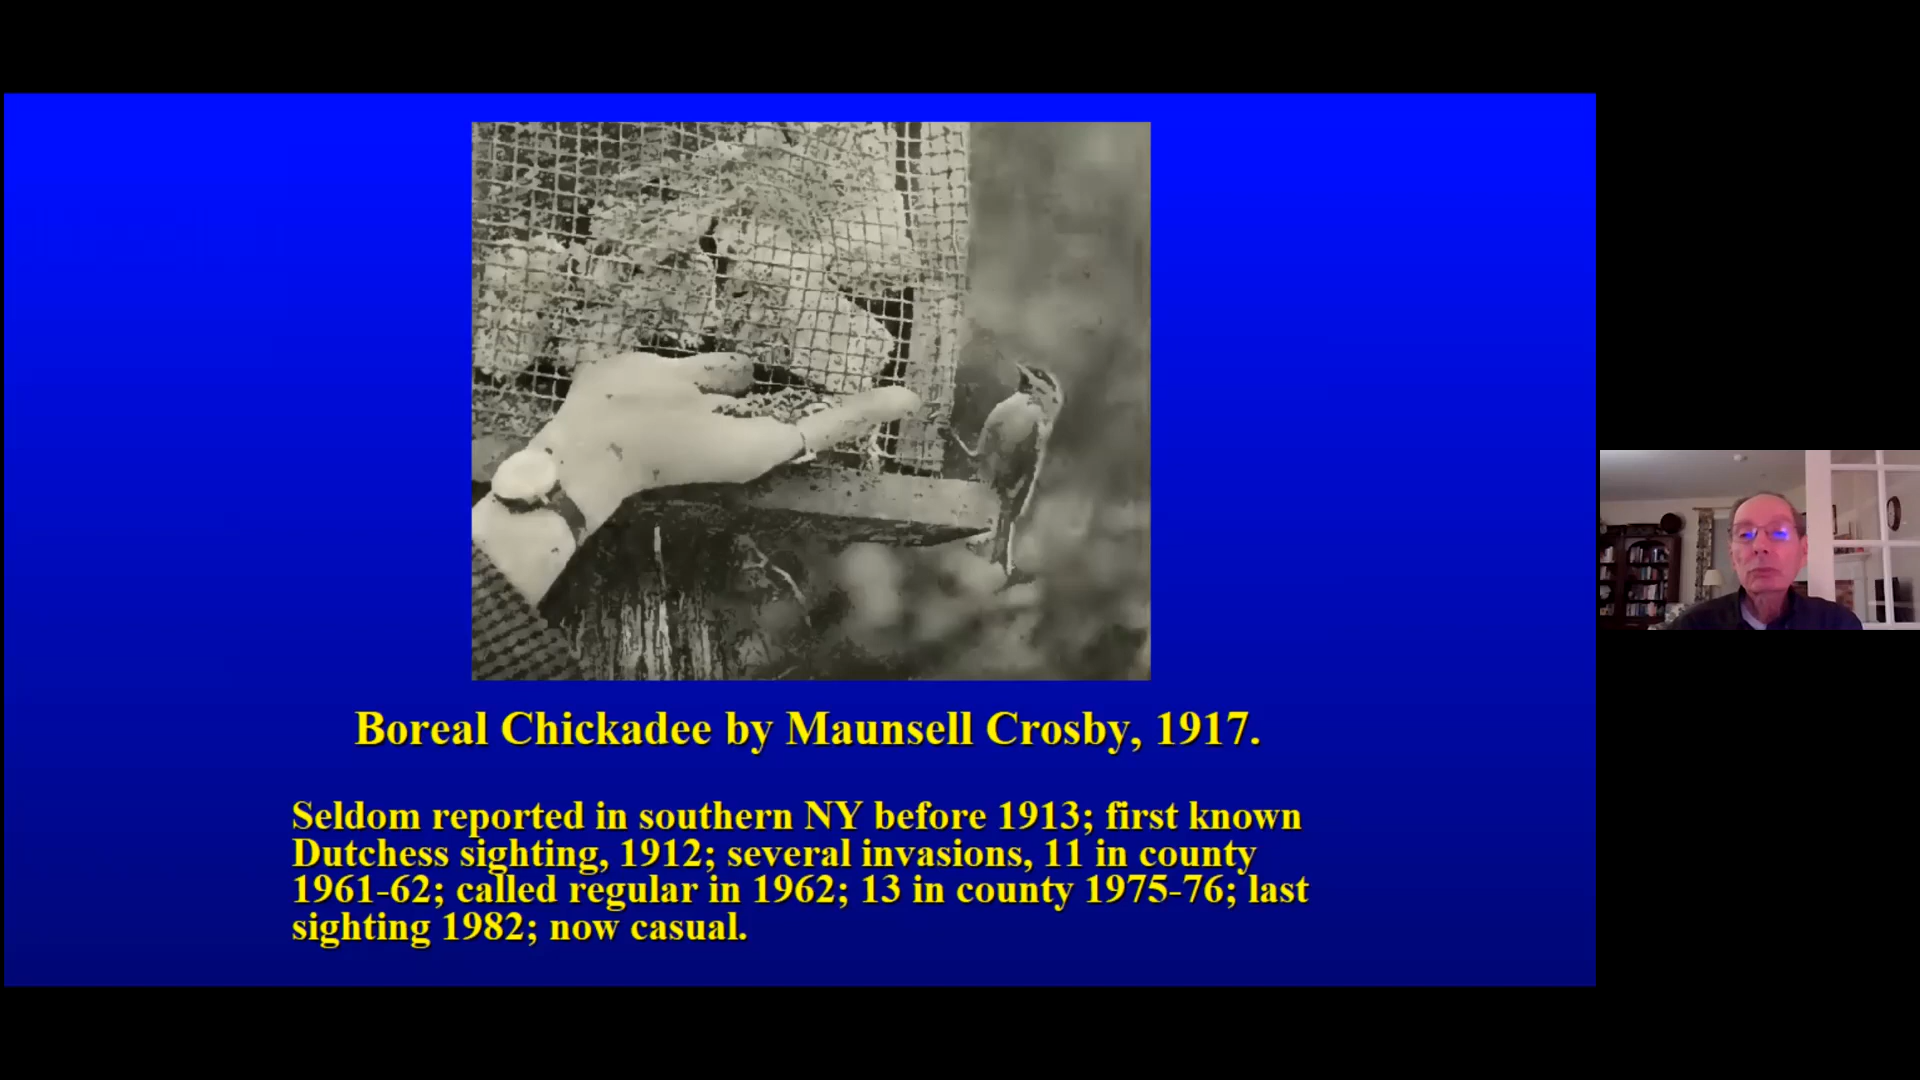 Boreal Chickadee by Maunsell Crosby, 1917.
Seldom reported in southern NY before 1913; first known
Dutchess sighting, 1912; several invasions, 11 in county
1961-62; called regular in 1962; 13 in county 1975-76; last
sighting 1982; now casual.